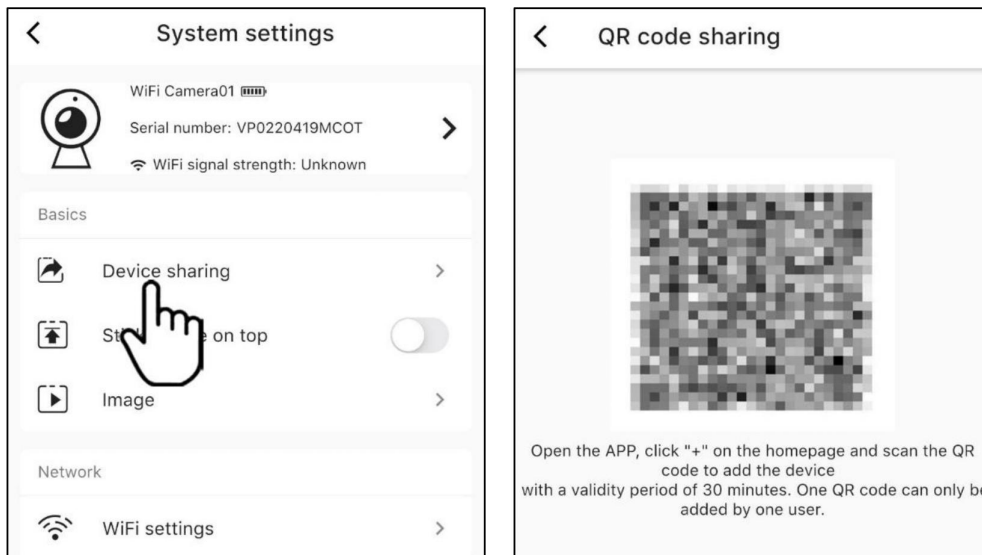 System settings
WiFi Camera01
Serial number: VP0220419MCOT
WiFi signal strength: Unknown
Basics
Device sharing
on top
Image
Network
WiFi settings
QR code sharing
Open the APP, click "+" on the homepage and scan the QR
code to add the device
with a validity period of 30 minutes. One QR code can only be
added by one user.